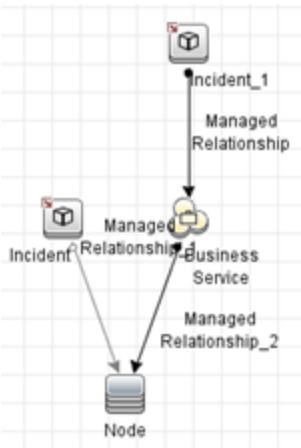 Incident_1
Managed
Relationship
Incident
Managed
Relationship_1
Business
Service
Managed
Relationship_2
Node